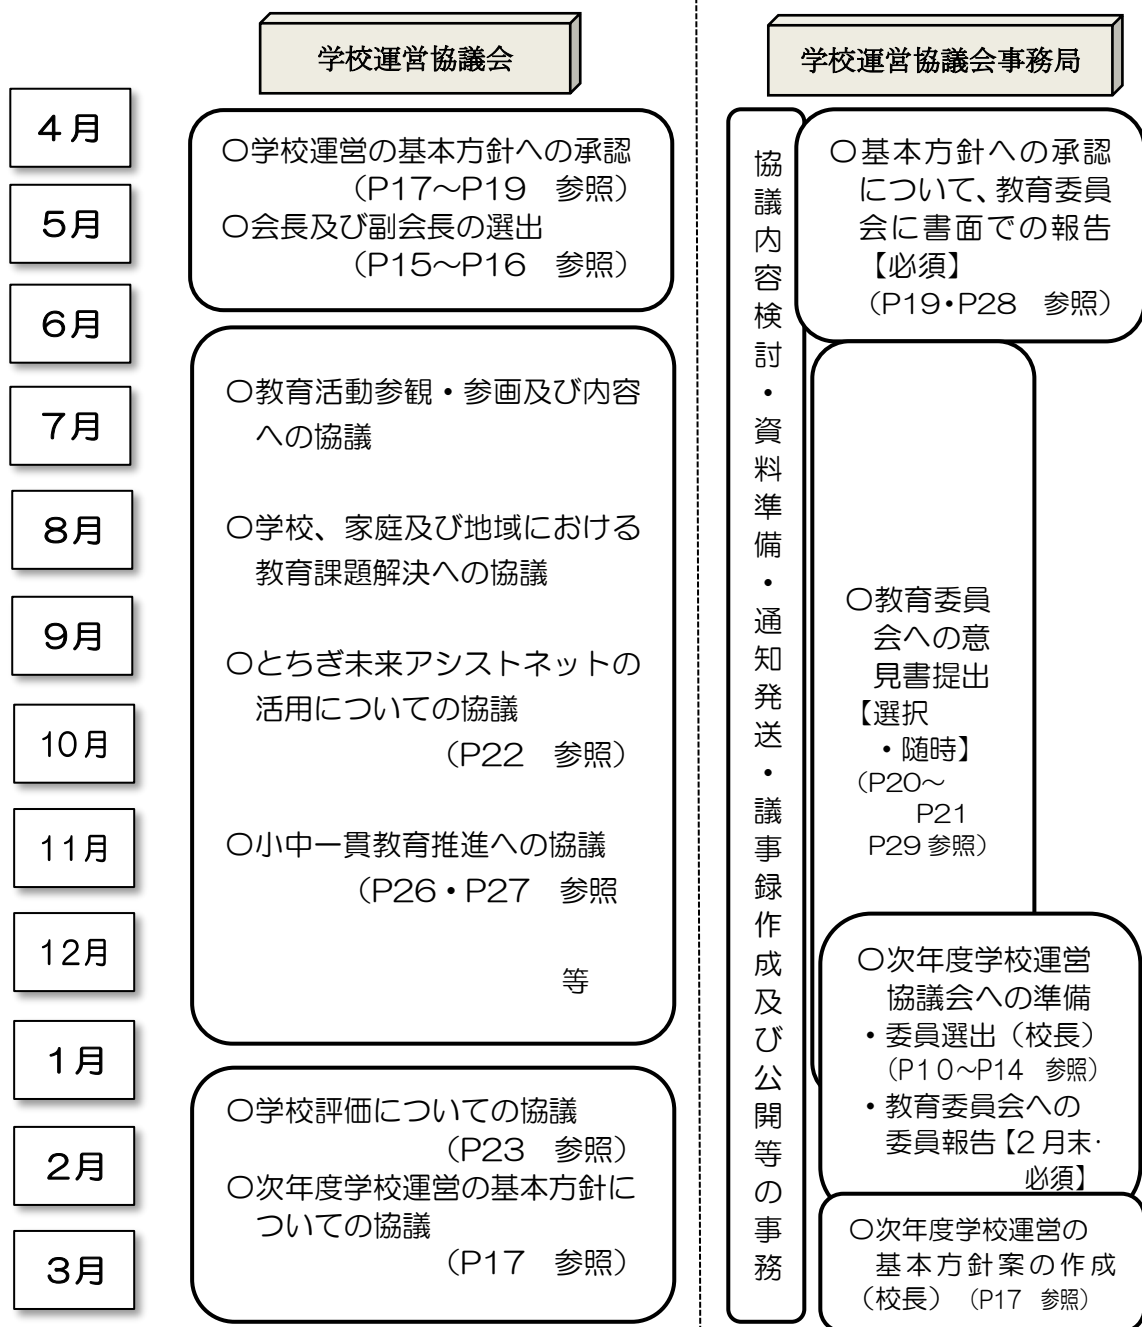 学校運営協議会
学校運営協議会事務局
4月
5月
6月
7月
8月
9月
10月
11月
12月
1月
2月
3月
○学校運営の基本方針への承認
(P17～P19 参照)
○会長及び副会長の選出
(P15～P16 参照)
○教育活動参観・参画及び内容
への協議
○学校、家庭及び地域における
教育課題解決への協議
○とちぎ未来アシストネットの
活用についての協議
(P22 参照)
○小中一貫教育推進への協議
(P26・P27 参照
等
○学校評価についての協議
(P23 参照)
○次年度学校運営の基本方針に
ついての協議
(P17 参照)
協議内容検討・資料準備・通知発送・議事録作成及び公開等の事務
○基本方針への承認
について、教育委員
会に書面での報告
【必須】
(P19・P28 参照)
○教育委員
会への意
見書提出
【選択
・随時】
(P20～
P21
P29参照)
○次年度学校運営
協議会への準備
・委員選出（校長）
(P10～P14 参照)
・教育委員会への
委員報告【2月末・
必須】
○次年度学校運営の
基本方針案の作成
（校長）（P17 参照）